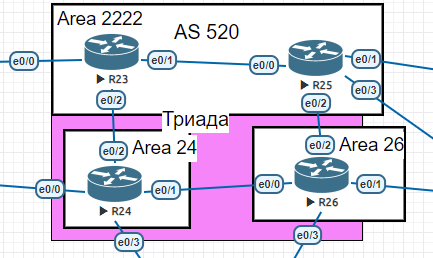 Area 2222
AS 520
e0/0
e0/1
e0/0
e0/1
R23
R25
e0/3
e0/2
e0/2
Триада
Area 24
Area 26
e0/2
e0/2
e0/0
e0/1
e0/0
e0/1
R24
R26
e0/3
e0/3